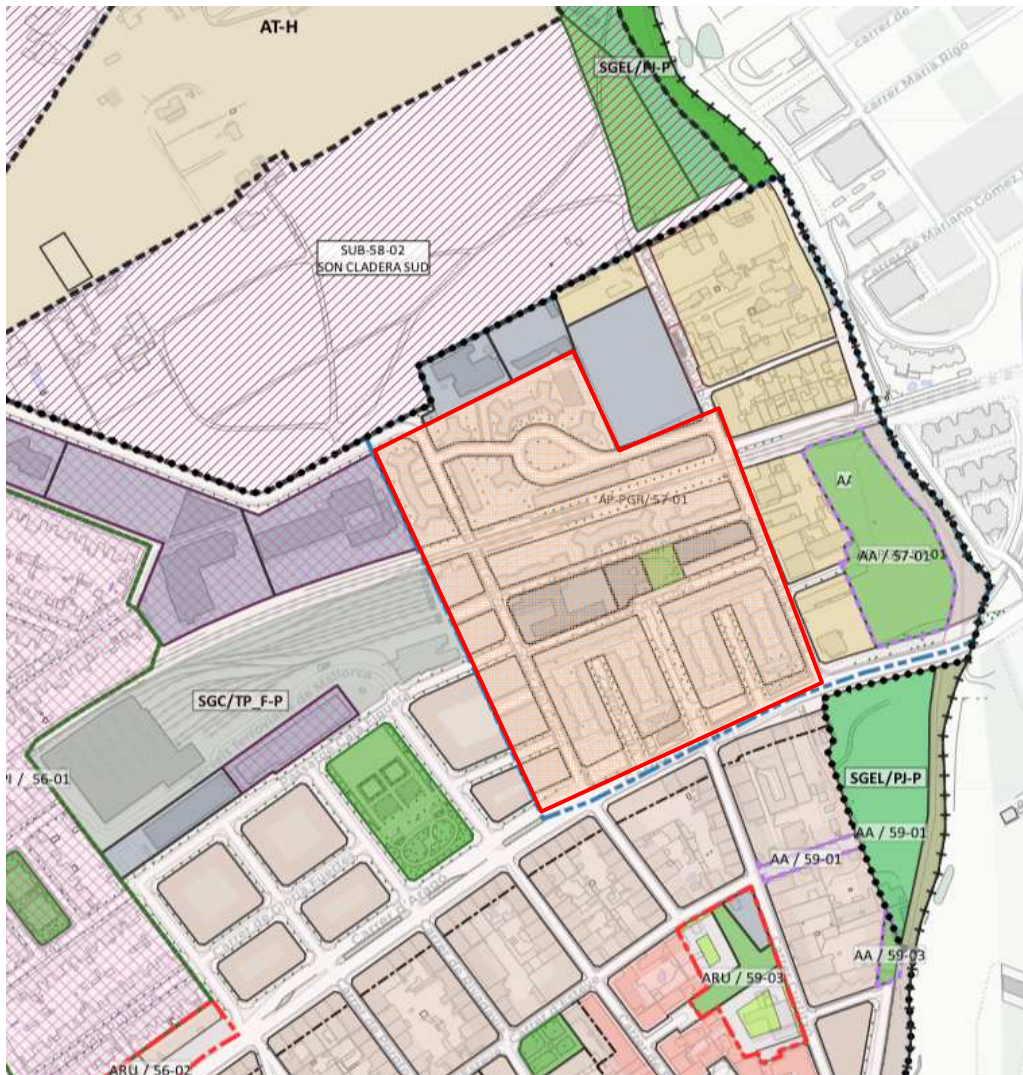 AT-H
SGEL/PJ-P
carrer de
carrer Maria Rigo
Carrer de Mariano Gomez
SUB-58-02
SON CLADERA SUD
AP-PGR/ 57-01
AA
AA / 57-01
SGC/TP_F-P
/ 56-01
SGEL/PJ-P
AA / 59-01
AA / 59-01
Carrer d'Aragó
AA / 59-03
ARU / 59-03
ARU / 56-02